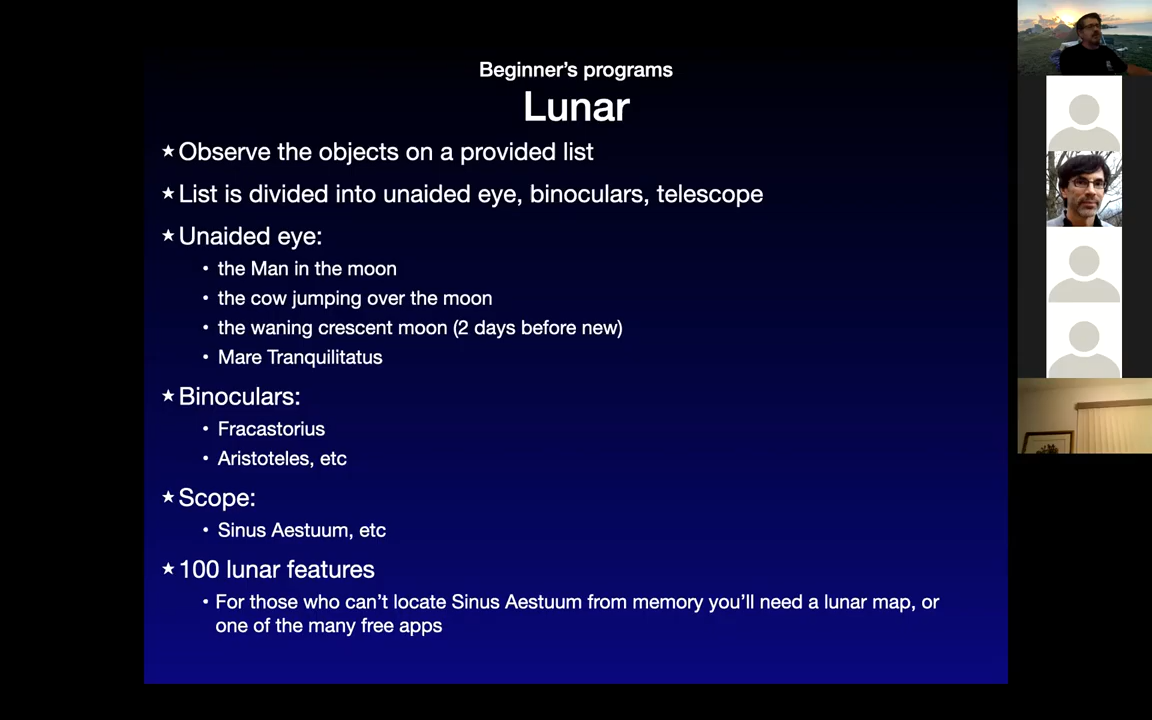 Beginner's programs
Lunar
★Observe the objects on a provided list
★List is divided into unaided eye, binoculars, telescope
★Unaided eye:
• the Man in the moon
• the cow jumping over the moon
• the waning crescent moon (2 days before new)
• Mare Tranquilitatus
★Binoculars:
• Fracastorius
• Aristoteles, etc
★Scope:
• Sinus Aestuum, etc
★100 lunar features
• For those who can't locate Sinus Aestuum from memory you'll need a lunar map, or
one of the many free apps